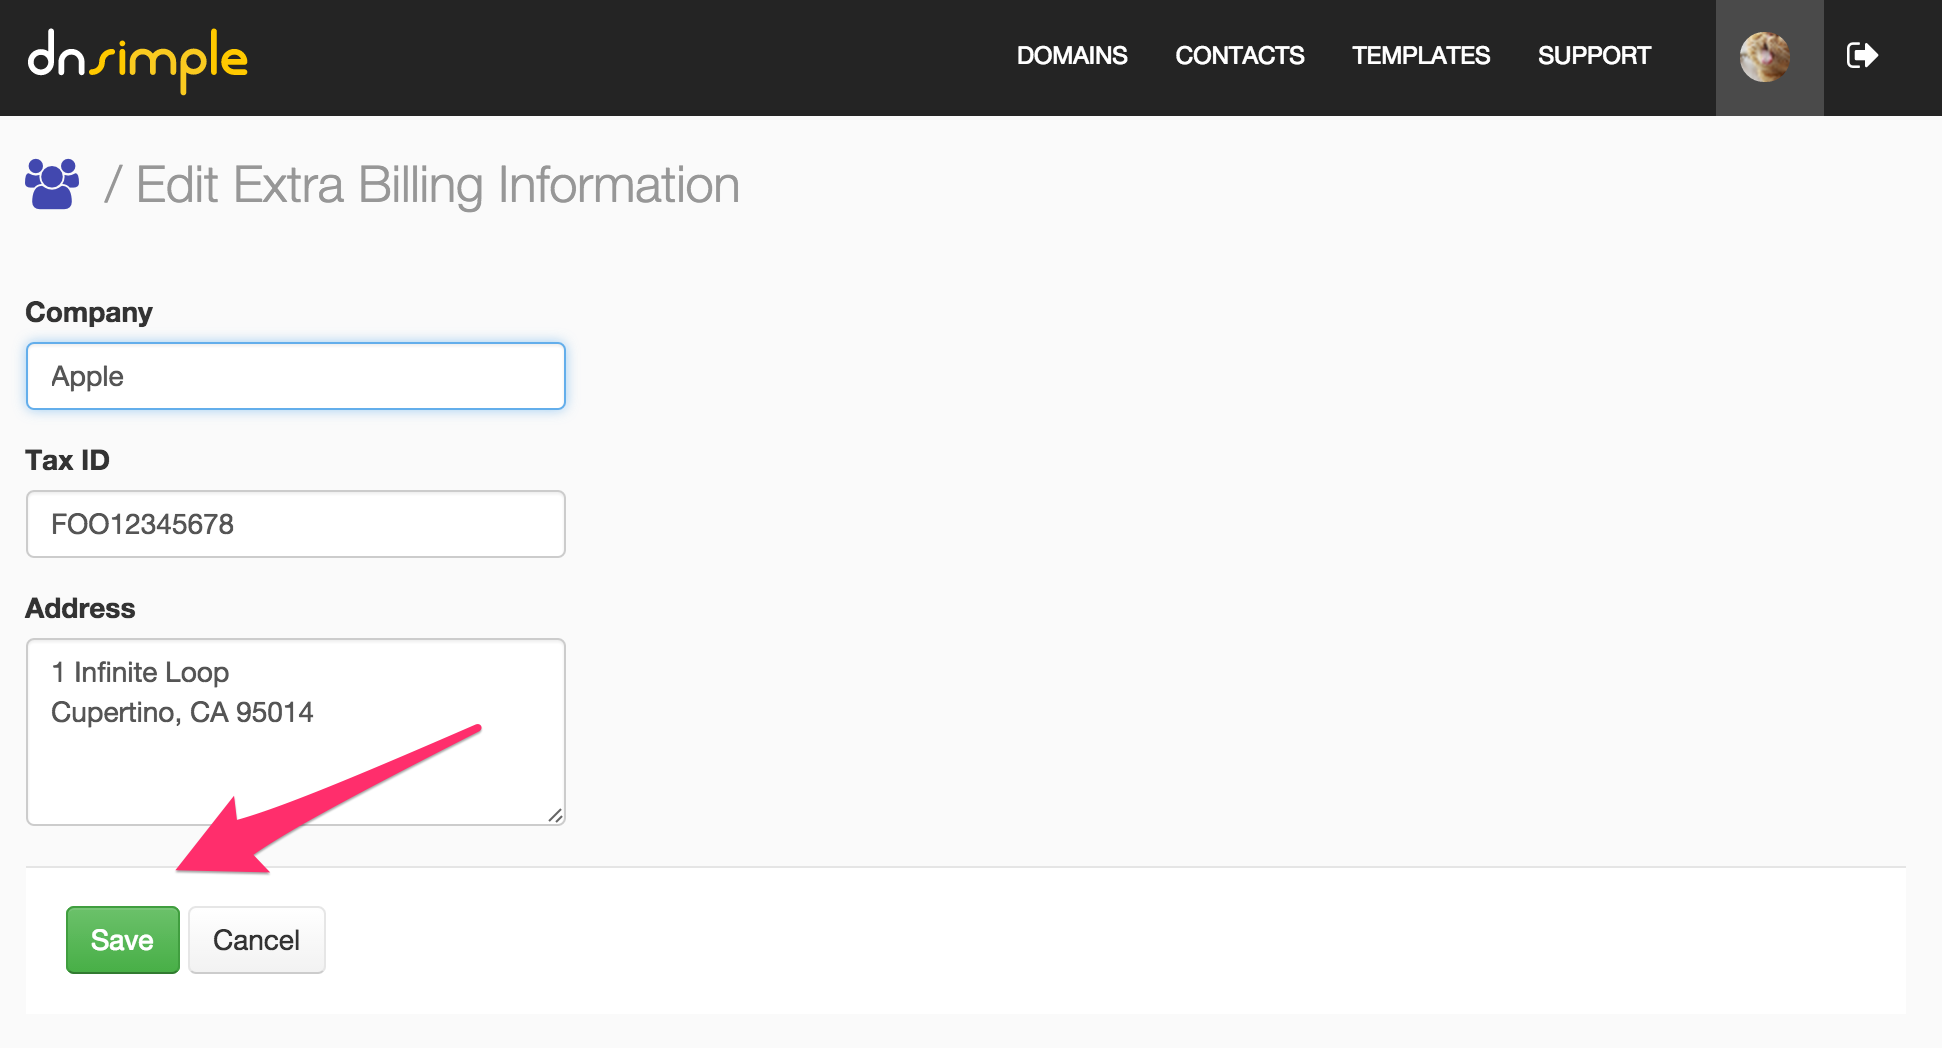 dnsimple
DOMAINS CONTACTS TEMPLATES SUPPORT
/ Edit Extra Billing Information
Company
Apple
Tax ID
FOO12345678
Address
1 Infinite Loop
Cupertino, CA 95014
Save Cancel